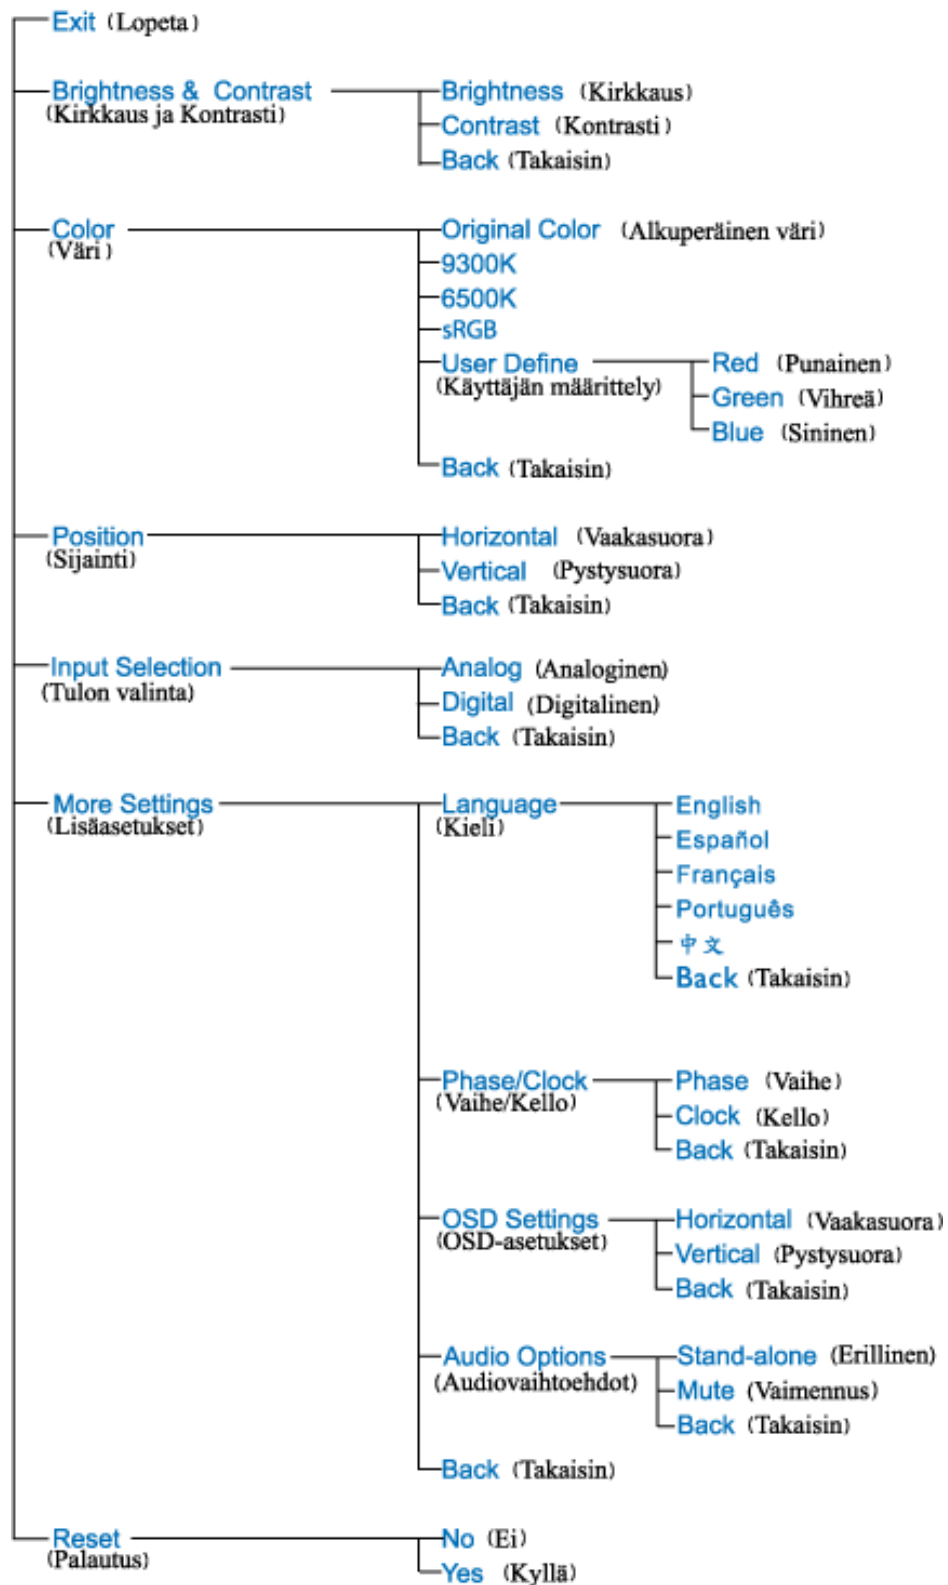 Exit (Lopeta)
Brightness & Contrast
(Kirkkaus ja Kontrasti)
Brightness (Kirkkaus)
Contrast (Kontrasti)
Back (Takaisin)
Color
(Väri)
Original Color (Alkuperäinen väri)
9300K
6500K
sRGB
User Define
(Käyttäjän määrittely)
Red (Punainen)
Green (Vihreä)
Blue (Sininen)
Back (Takaisin)
Position
(Sijainti)
Horizontal (Vaakasuora)
Vertical (Pystysuora)
Back (Takaisin)
Input Selection
(Tulon valinta)
Analog (Analoginen)
Digital (Digitalinen)
Back (Takaisin)
More Settings
(Lisäasetukset)
Language
(Kieli)
English
Español
Français
Português
中文
Back (Takaisin)
Phase/Clock
(Vaihe/Kello)
Phase (Vaihe)
Clock (Kello)
Back (Takaisin)
OSD Settings
(OSD-asetukset)
Horizontal (Vaakasuora)
Vertical (Pystysuora)
Back (Takaisin)
Audio Options
(Audiovaihtoehdot)
Stand-alone (Erillinen)
Mute (Vaimennus)
Back (Takaisin)
Back (Takaisin)
Reset
(Palautus)
No (Ei)
Yes (Kyllä)